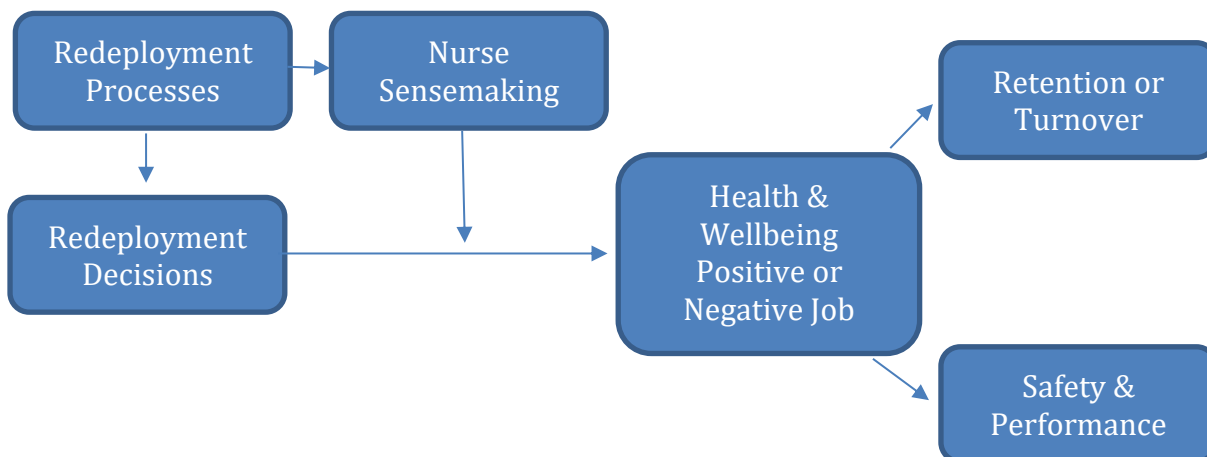 Redeployment
Processes
Nurse
Sensemaking
Retention or
Turnover
Redeployment
Decisions
Health &
Wellbeing
Positive or
Negative Job
Safety &
Performance